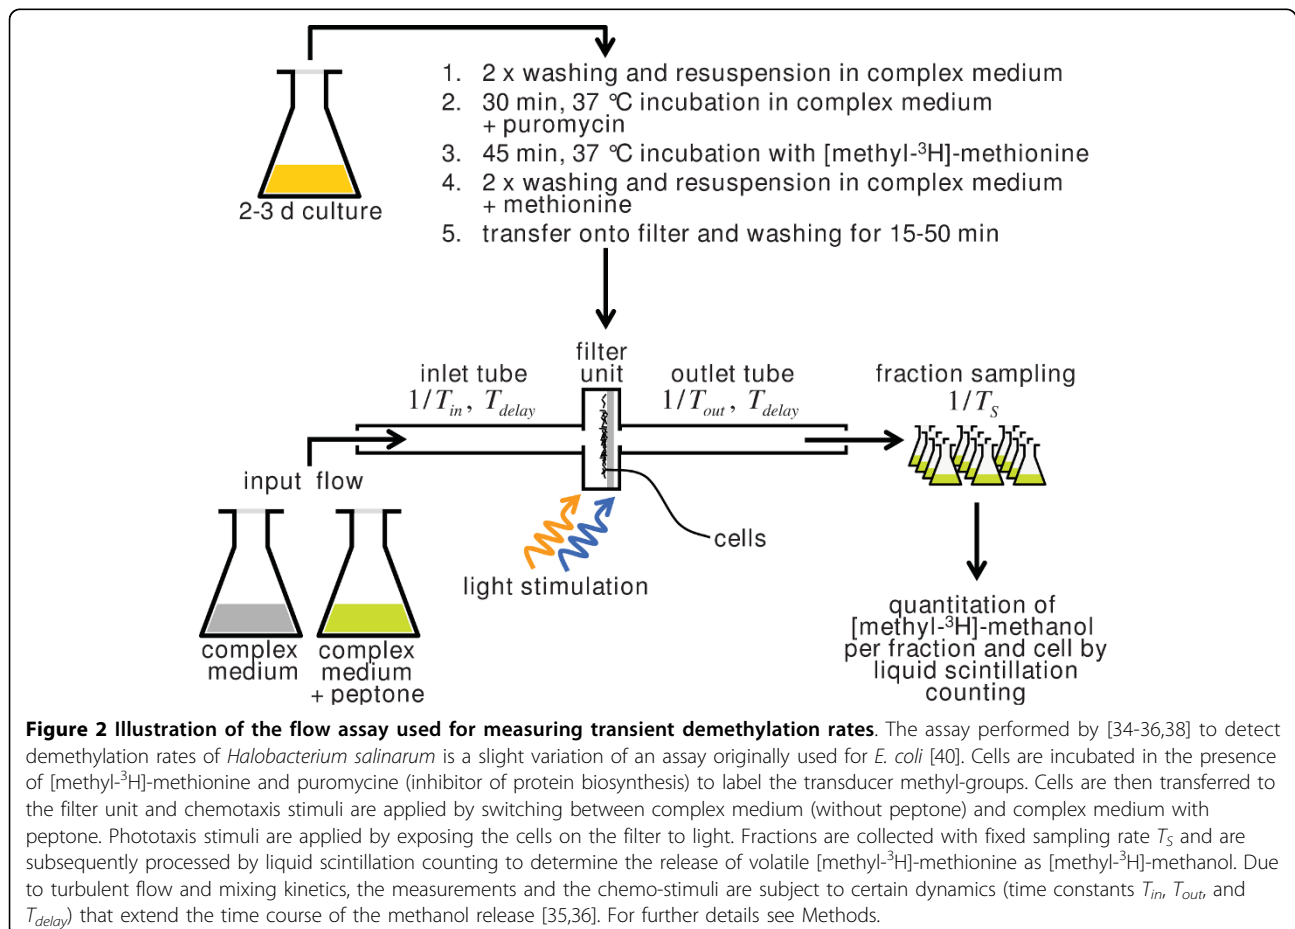 1. 2 x washing and resuspension in complex medium
2. 30 min, 37 °C incubation in complex medium
+ puromycin
3. 45 min, 37 °C incubation with [methyl-³H]-methionine
4. 2 x washing and resuspension in complex medium
+ methionine
5. transfer onto filter and washing for 15-50 min
2-3 d culture
filter
unit
inlet tube
1/T_in, T_delay
outlet tube
1/T_out, T_delay
fraction sampling
1/T_S
input flow
cells
light stimulation
complex
medium
complex
medium
+ peptone
quantitation of
[methyl-³H]-methanol
per fraction and cell by
liquid scintillation
counting
Figure 2 Illustration of the flow assay used for measuring transient demethylation rates. The assay performed by [34-36,38] to detect
demethylation rates of Halobacterium salinarum is a slight variation of an assay originally used for E. coli [40]. Cells are incubated in the presence
of [methyl-³H]-methionine and puromycine (inhibitor of protein biosynthesis) to label the transducer methyl-groups. Cells are then transferred to
the filter unit and chemotaxis stimuli are applied by switching between complex medium (without peptone) and complex medium with
peptone. Phototaxis stimuli are applied by exposing the cells on the filter to light. Fractions are collected with fixed sampling rate T_S and are
subsequently processed by liquid scintillation counting to determine the release of volatile [methyl-³H]-methionine as [methyl-³H]-methanol. Due
to turbulent flow and mixing kinetics, the measurements and the chemo-stimuli are subject to certain dynamics (time constants T_in, T_out, and
T_delay) that extend the time course of the methanol release [35,36]. For further details see Methods.